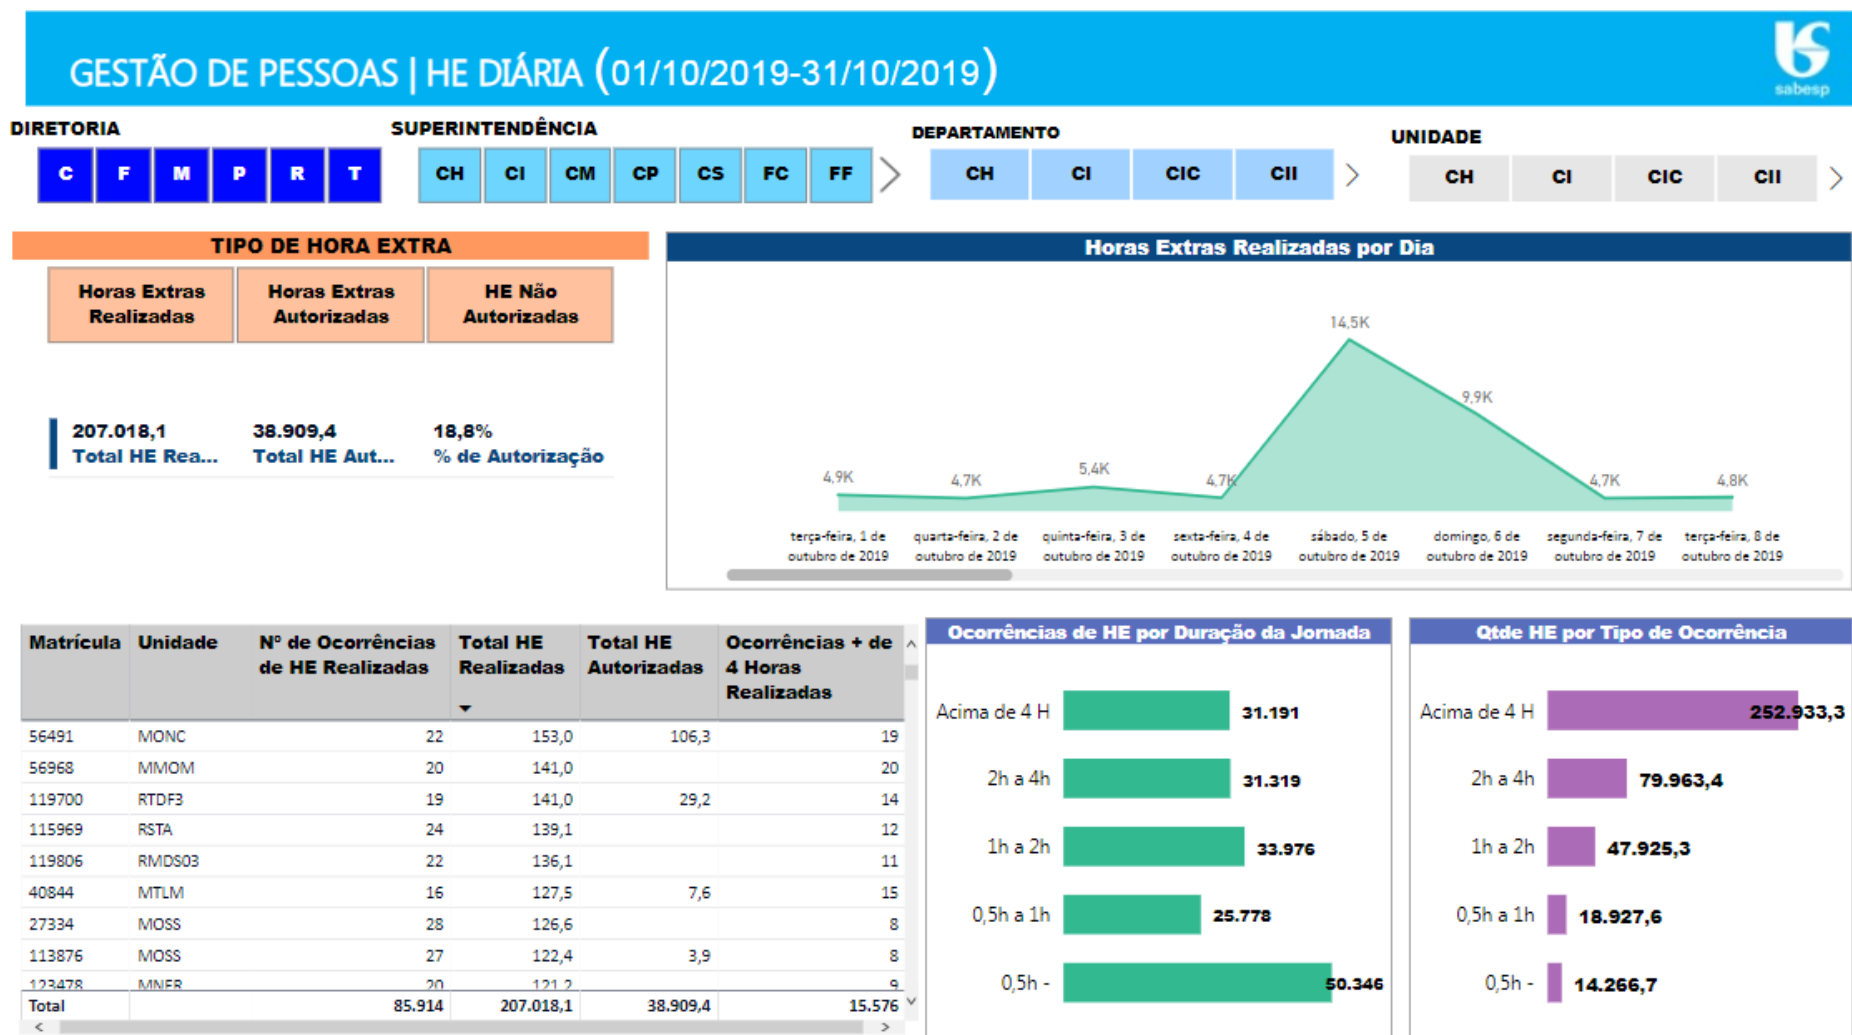 GESTÃO DE PESSOAS | HE DIÁRIA (01/10/2019-31/10/2019)
sabesp
DIRETORIA
C F M P R T
SUPERINTENDÊNCIA
CH CI CM CP CS FC FF
DEPARTAMENTO
CH CI CIC CII
UNIDADE
CH CI CIC CII
TIPO DE HORA EXTRA
Horas Extras
Realizadas
Horas Extras
Autorizadas
HE Não
Autorizadas
207.018,1 38.909,4 18,8%
Total HE Rea... Total HE Aut... % de Autorização
Horas Extras Realizadas por Dia
14,5K
9,9K
4,9K 4,7K 5,4K 4,7K 4,7K 4,8K
terça-feira, 1 de
outubro de 2019
quarta-feira, 2 de
outubro de 2019
quinta-feira, 3 de
outubro de 2019
sexta-feira, 4 de
outubro de 2019
sábado, 5 de
outubro de 2019
domingo, 6 de
outubro de 2019
segunda-feira, 7 de
outubro de 2019
terça-feira, 8 de
outubro de 2019
Matrícula Unidade Nº de Ocorrências Total HE Total HE Ocorrências + de
de HE Realizadas Realizadas Autorizadas 4 Horas
Realizadas
56491 MONC 22 153,0 106,3 19
56968 MMOM 20 141,0 20
119700 RTDF3 19 141,0 29,2 14
115969 RSTA 24 139,1 12
119806 RMDS03 22 136,1 11
40844 MTLM 16 127,5 7,6 15
27334 MOSS 28 126,6 8
113876 MOSS 27 122,4 3,9 8
123478 MNER 20 121,2 9
Total 85.914 207.018,1 38.909,4 15.576
Ocorrências de HE por Duração da Jornada
Acima de 4 H 31.191
2h a 4h 31.319
1h a 2h 33.976
0,5h a 1h 25.778
0,5h - 50.346
Qtde HE por Tipo de Ocorrência
Acima de 4 H 252.933,3
2h a 4h 79.963,4
1h a 2h 47.925,3
0,5h a 1h 18.927,6
0,5h - 14.266,7